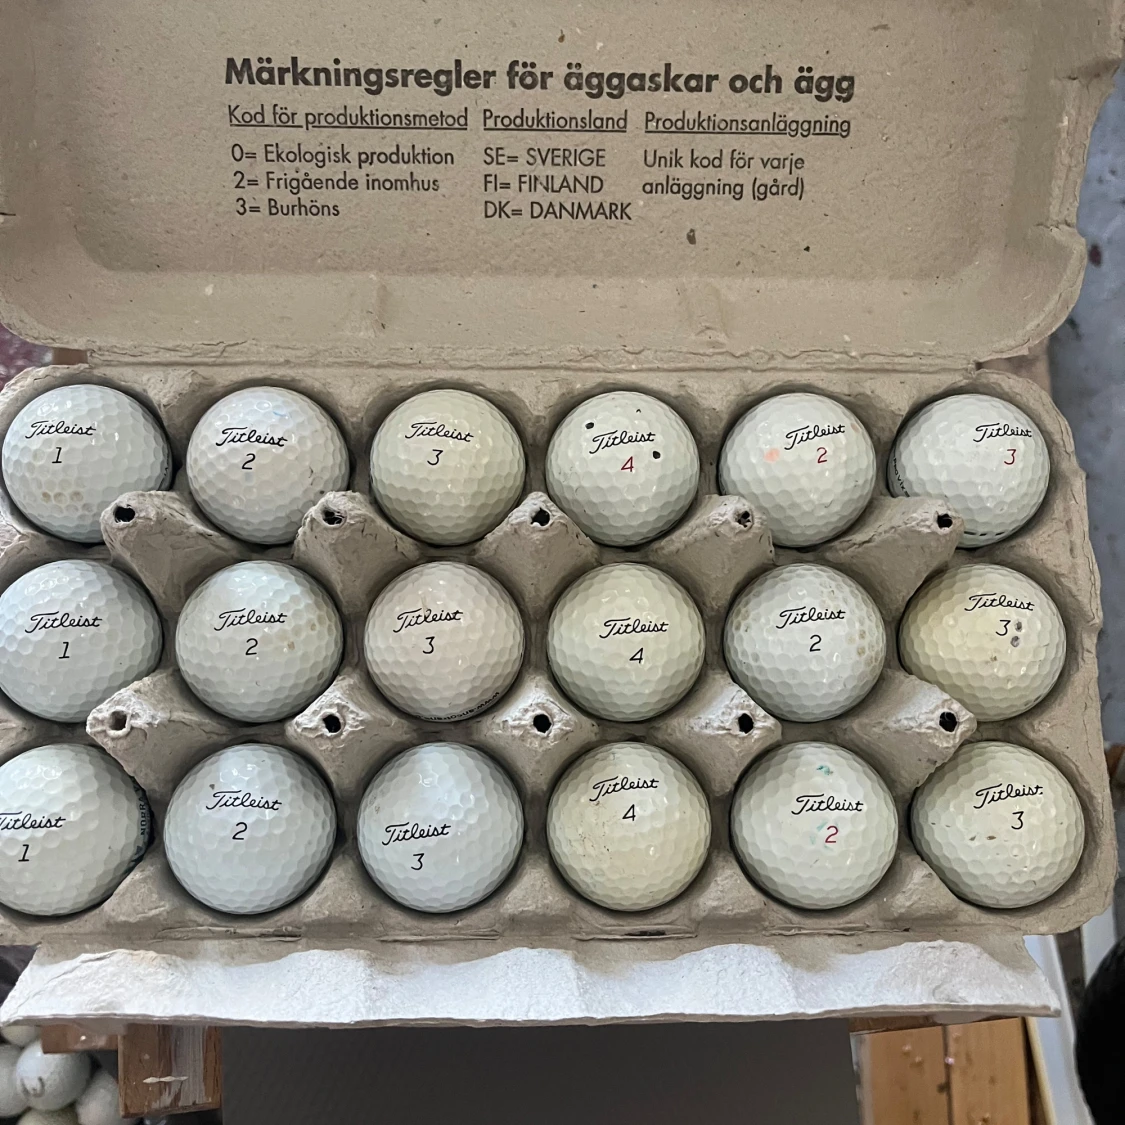 Märkningsregler för äggaskar och ägg
Kod för produktionsmetod
0= Ekologisk produktion
2= Frigående inomhus
3= Burhöns
Produktionsland
SE= SVERIGE
FI= FINLAND
DK= DANMARK
Produktionsanläggning
Unik kod för varje
anläggning (gård)
Titleist
1
Titleist
2
Titleist
3
Titleist
4
Titleist
2
Titleist
3
Titleist
1
Titleist
2
Titleist
3
Titleist
4
Titleist
2
Titleist
3
Titleist
1
Titleist
2
Titleist
3
Titleist
4
Titleist
2
Titleist
3